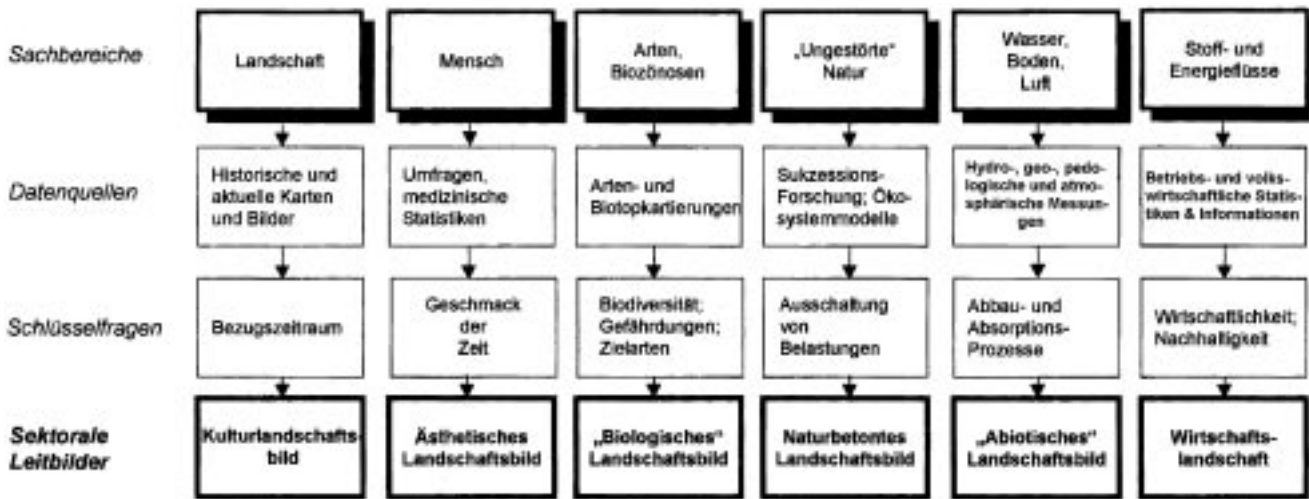 Sachbereiche
Landschaft
Mensch
Arten,
Biozönosen
„Ungestörte“
Natur
Wasser,
Boden,
Luft
Stoff- und
Energieflüsse
Datenquellen
Historische und
aktuelle Karten
und Bilder
Umfragen,
medizinische
Statistiken
Arten- und
Biotopkartierungen
Sukzessions-
Forschung; Öko-
systemmodelle
Hydro-, geo-, pedo-
logische und atmo-
sphärische Messun-
gen
Betriebs- und volks-
wirtschaftliche Statis-
tiken & Informationen
Schlüsselfragen
Bezugszeitraum
Geschmack
der
Zeit
Biodiversität;
Gefährdungen;
Zielarten
Ausschaltung
von
Belastungen
Abbau- und
Absorptions-
Prozesse
Wirtschaftlichkeit;
Nachhaltigkeit
Sektorale
Leitbilder
Kulturlandschafts-
bild
Ästhetisches
Landschaftsbild
„Biologisches“
Landschaftsbild
Naturbetontes
Landschaftsbild
„Abiotisches“
Landschaftsbild
Wirtschafts-
landschaft